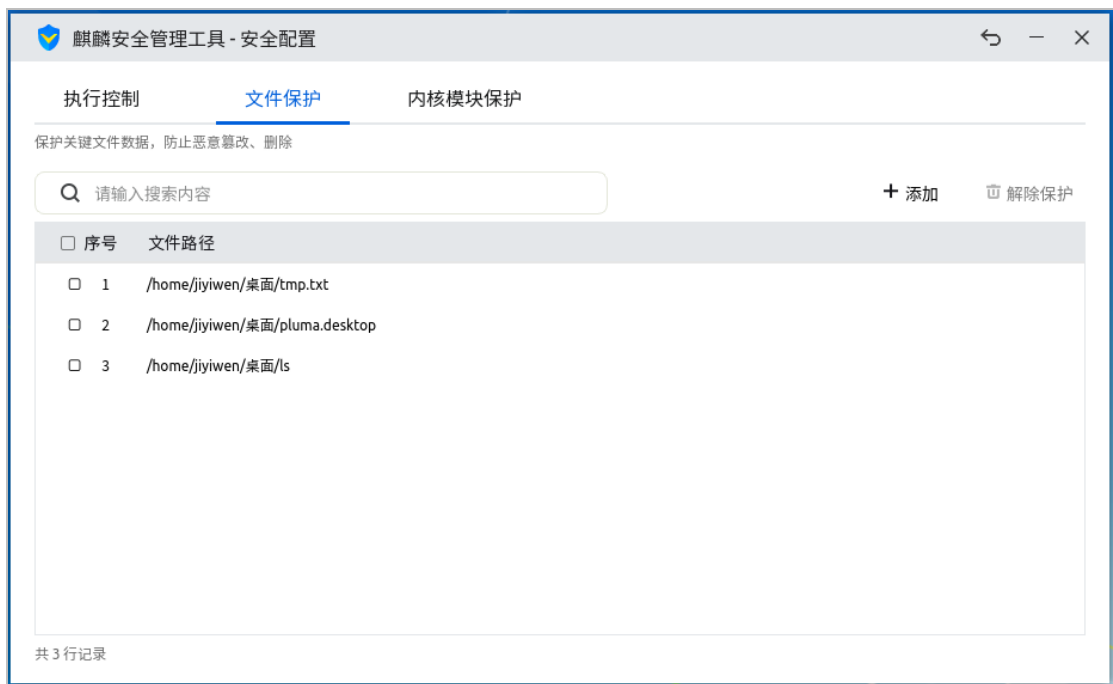 麒麟安全管理工具 - 安全配置
执行控制 文件保护 内核模块保护
保护关键文件数据，防止恶意篡改、删除
请输入搜索内容 + 添加 解除保护
序号 文件路径
1 /home/jiyiwen/桌面/tmp.txt
2 /home/jiyiwen/桌面/pluma.desktop
3 /home/jiyiwen/桌面/ls
共 3 行记录